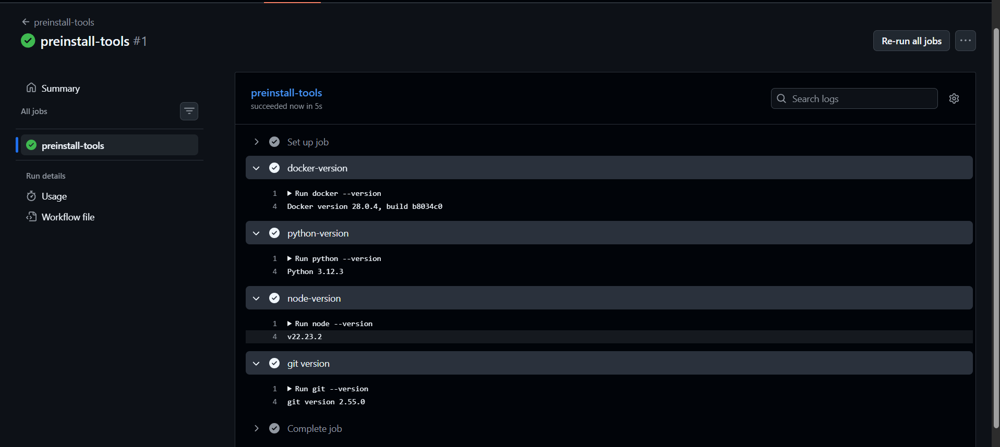 preinstall-tools
preinstall-tools #1
Re-run all jobs
Summary
All jobs
preinstall-tools
Run details
Usage
Workflow file
preinstall-tools
succeeded now in 5s
Search logs
Set up job
docker-version
1 Run docker --version
4 Docker version 28.0.4, build b8034c0
python-version
1 Run python --version
4 Python 3.12.3
node-version
1 Run node --version
4 v22.23.2
git version
1 Run git --version
4 git version 2.55.0
Complete job